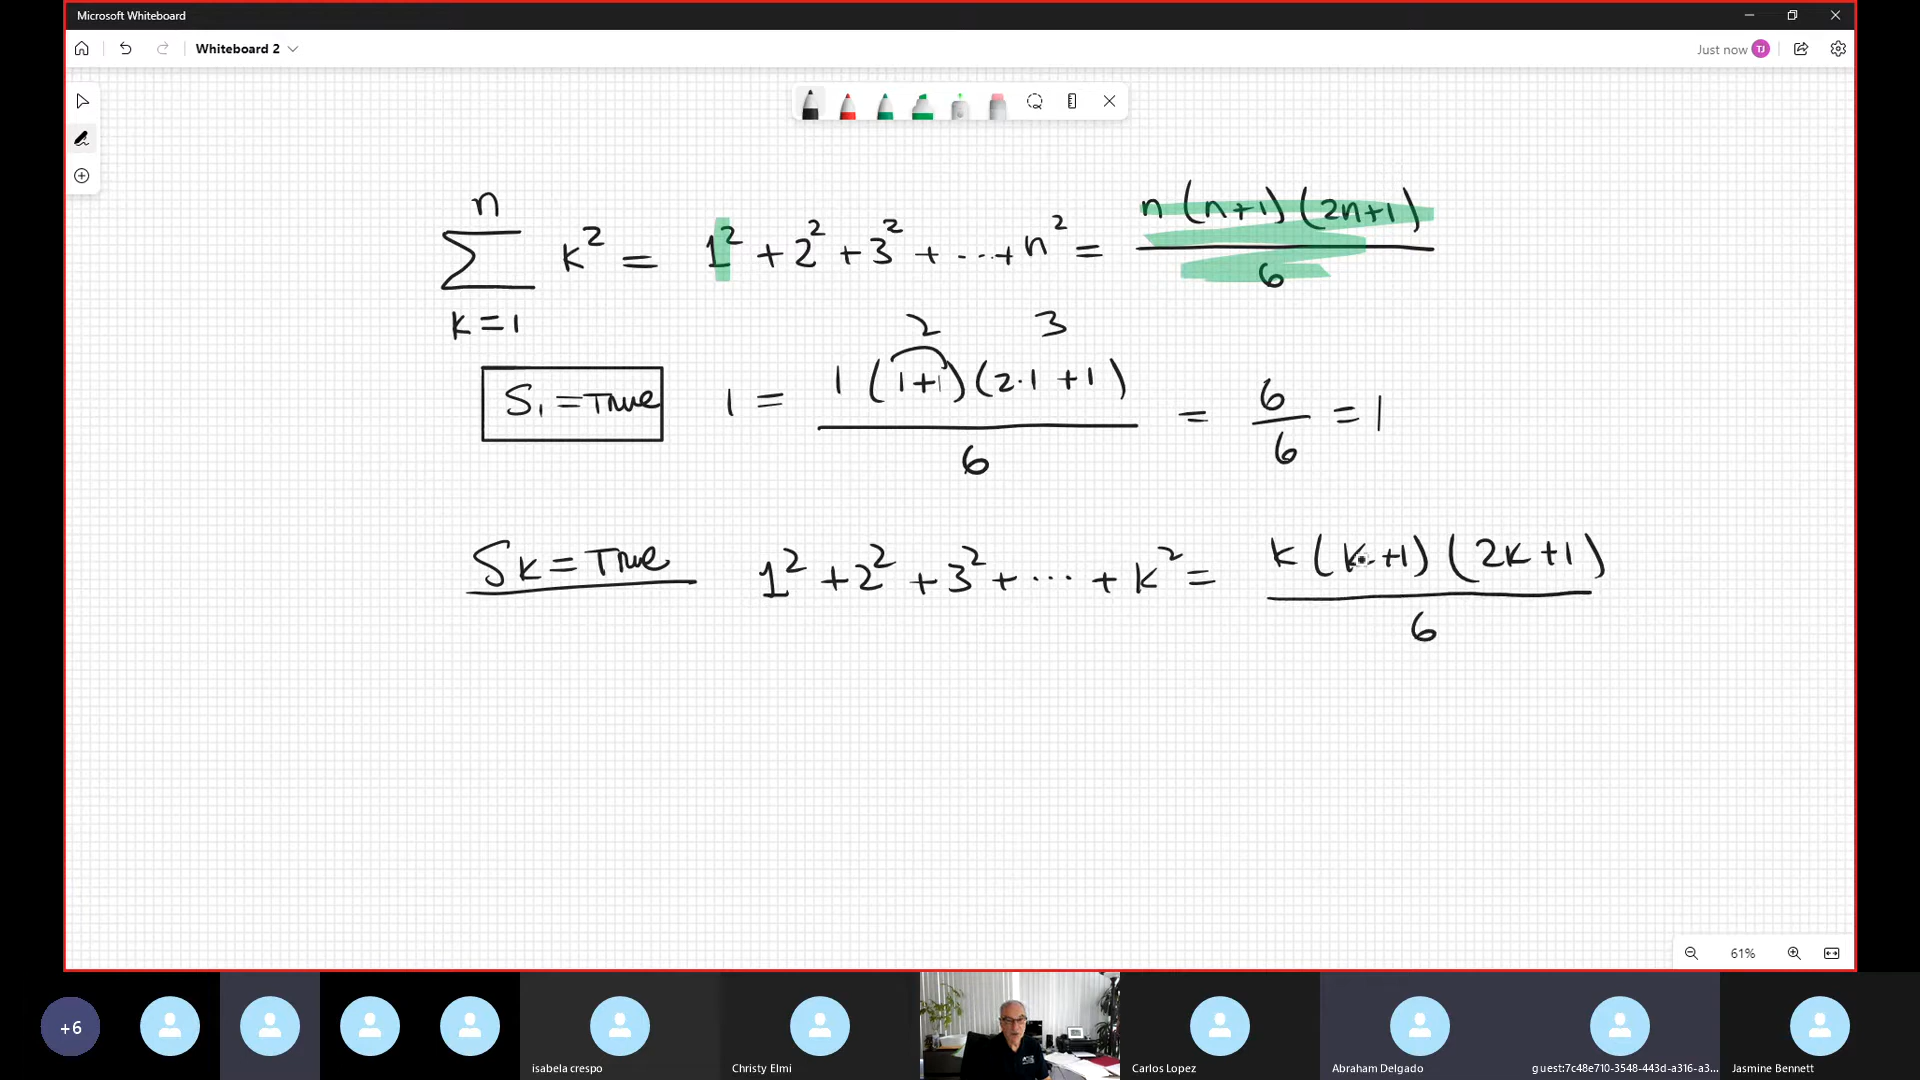 Microsoft Whiteboard
Whiteboard 2
Just now TJ
n
∑ k² = 1² + 2² + 3² + ... + n² = n(n+1)(2n+1) / 6
k=1
2 3
S₁ = True 1 = 1(1+1)(2·1+1) / 6 = 6/6 = 1
Sk = True 1² + 2² + 3² + ... + k² = k(k+1)(2k+1) / 6
61%
+6
isabela crespo
Christy Elmi
Carlos Lopez
Abraham Delgado
guest:7c48e710-3548-443d-a316-a3...
Jasmine Bennett